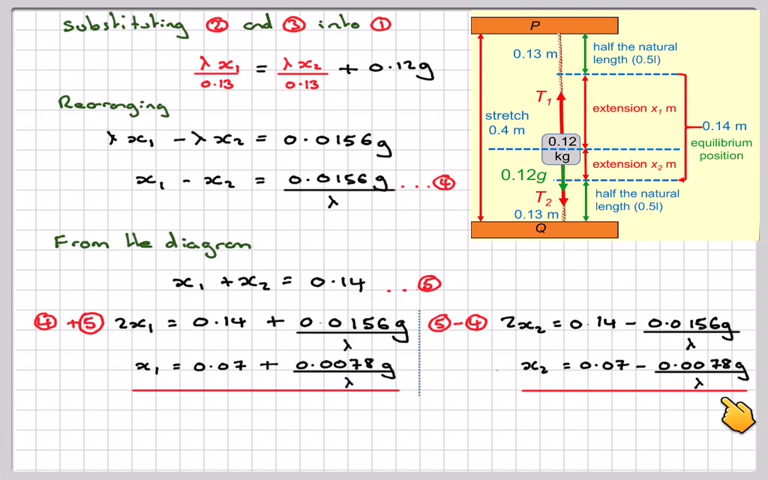 Substituting ② and ③ into ①
λx₁/0.13 = λx₂/0.13 + 0.12g
Rearranging
λx₁ - λx₂ = 0.0156g
x₁ - x₂ = 0.0156g/λ ...④
From the diagram
x₁ + x₂ = 0.14 ..⑤
④+⑤ 2x₁ = 0.14 + 0.0156g/λ
x₁ = 0.07 + 0.0078g/λ
⑤-④ 2x₂ = 0.14 - 0.0156g/λ
x₂ = 0.07 - 0.0078g/λ
P
0.13 m
half the natural
length (0.5l)
T₁
extension x₁ m
stretch
0.4 m
0.14 m
equilibrium
position
0.12
kg
extension x₂ m
0.12g
T₂
half the natural
length (0.5l)
0.13 m
Q